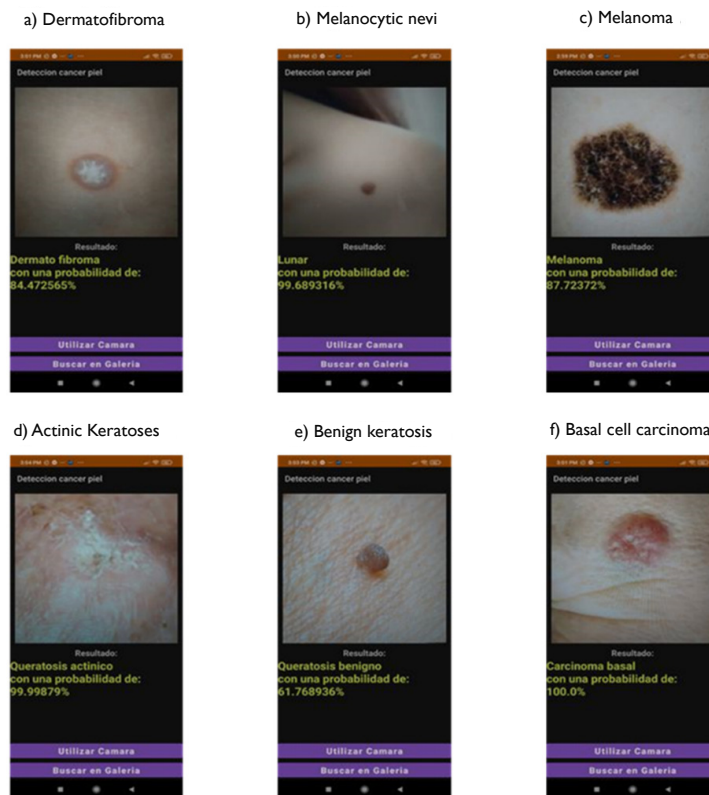 a) Dermatofibroma
b) Melanocytic nevi
c) Melanoma
Deteccion cancer piel
Resultado:
Dermato fibroma
con una probabilidad de:
84.472565%
Utilizar Camara
Buscar en Galeria
Deteccion cancer piel
Resultado:
Lunar
con una probabilidad de:
99.689316%
Utilizar Camara
Buscar en Galeria
Deteccion cancer piel
Resultado:
Melanoma
con una probabilidad de:
87.72372%
Utilizar Camara
Buscar en Galeria
d) Actinic Keratoses
e) Benign keratosis
f) Basal cell carcinoma
Deteccion cancer piel
Resultado:
Queratosis actinico
con una probabilidad de:
99.99879%
Utilizar Camara
Buscar en Galeria
Deteccion cancer piel
Resultado:
Queratosis benigno
con una probabilidad de:
61.768936%
Utilizar Camara
Buscar en Galeria
Deteccion cancer piel
Resultado:
Carcinoma basal
con una probabilidad de:
100.0%
Utilizar Camara
Buscar en Galeria